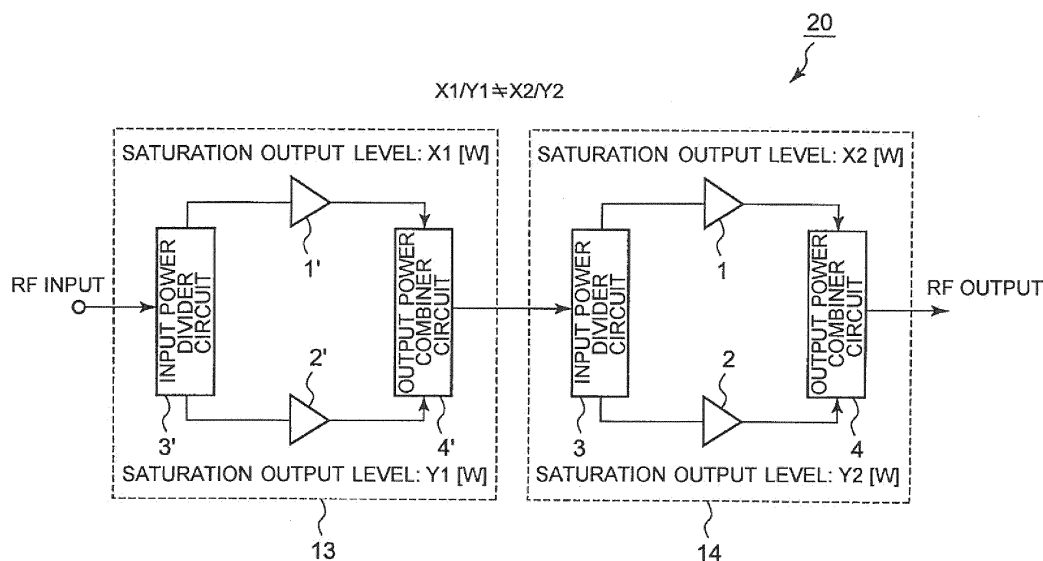 20
X1/Y1≒X2/Y2
SATURATION OUTPUT LEVEL: X1 [W]
SATURATION OUTPUT LEVEL: X2 [W]
1'
1
RF INPUT
INPUT POWER
DIVIDER
CIRCUIT
OUTPUT POWER
COMBINER
CIRCUIT
INPUT POWER
DIVIDER
CIRCUIT
OUTPUT POWER
COMBINER
CIRCUIT
RF OUTPUT
2'
2
3'
4'
3
4
SATURATION OUTPUT LEVEL: Y1 [W]
SATURATION OUTPUT LEVEL: Y2 [W]
13
14